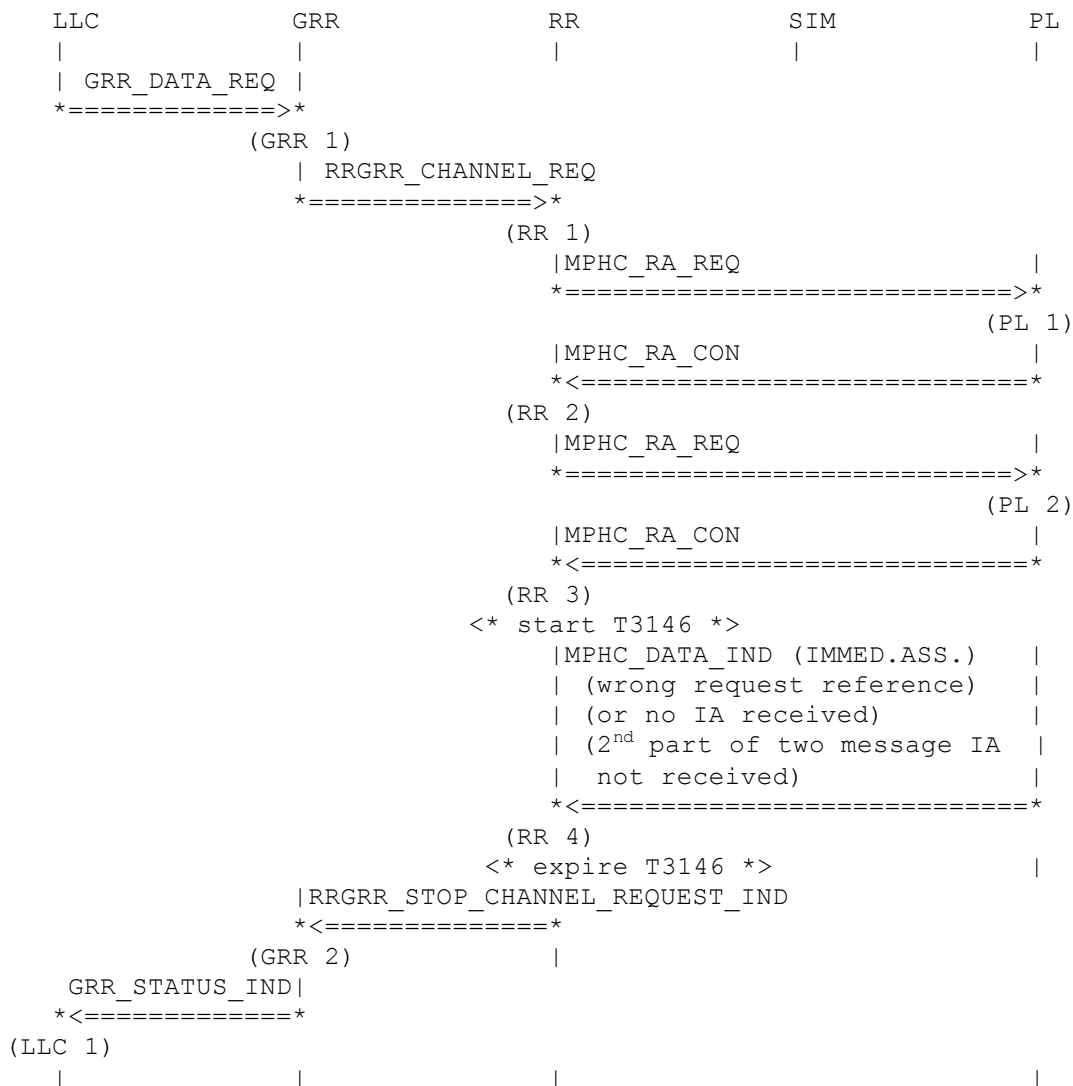 LLC GRR RR SIM PL
| | | | |
| GRR_DATA_REQ |
*=============>*
(GRR 1)
| RRGRR_CHANNEL_REQ
*==============>*
(RR 1)
|MPHC_RA_REQ |
*============================>*
(PL 1)
|MPHC_RA_CON |
*<============================*
(RR 2)
|MPHC_RA_REQ |
*============================>*
(PL 2)
|MPHC_RA_CON |
*<============================*
(RR 3)
<* start T3146 *>
|MPHC_DATA_IND (IMMED.ASS.) |
| (wrong request reference) |
| (or no IA received) |
| (2nd part of two message IA |
| not received) |
*<============================*
(RR 4)
<* expire T3146 *> |
|RRGRR_STOP_CHANNEL_REQUEST_IND
*<==============*
(GRR 2) |
GRR_STATUS_IND|
*<=============*
(LLC 1)
| | | |